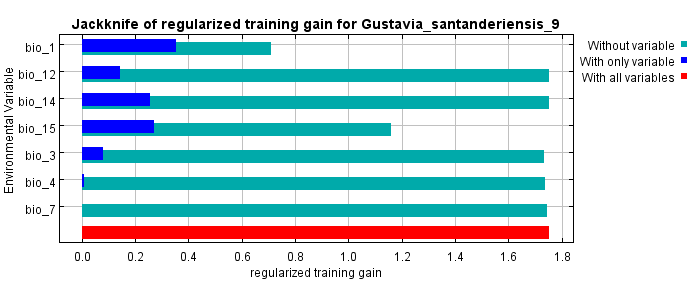 Jackknife of regularized training gain for Gustavia_santanderiensis_9
Environmental Variable
bio_1
bio_12
bio_14
bio_15
bio_3
bio_4
bio_7
0.0 0.2 0.4 0.6 0.8 1.0 1.2 1.4 1.6 1.8
regularized training gain
Without variable
With only variable
With all variables